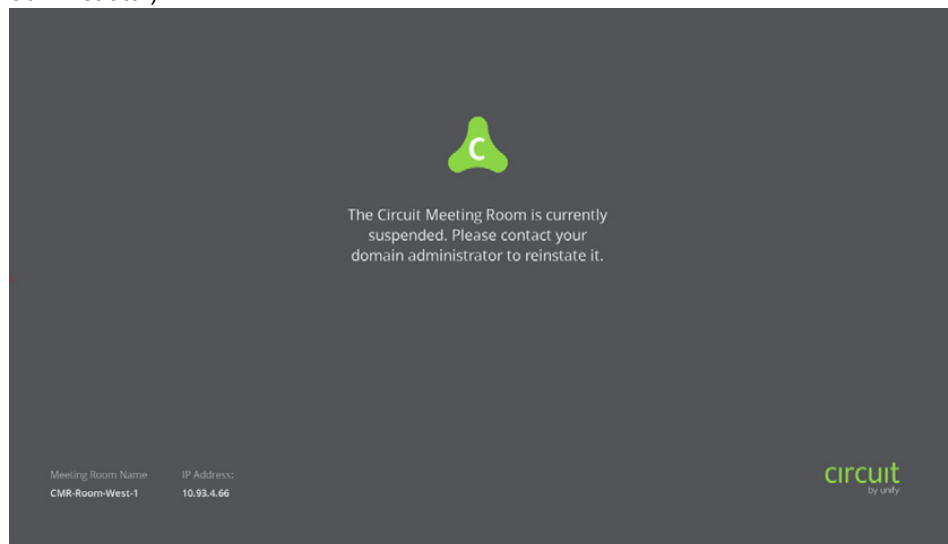 C
The Circuit Meeting Room is currently
suspended. Please contact your
domain administrator to reinstate it.
Meeting Room Name IP Address:
CMR-Room-West-1 10.93.4.66
circuit
by unify